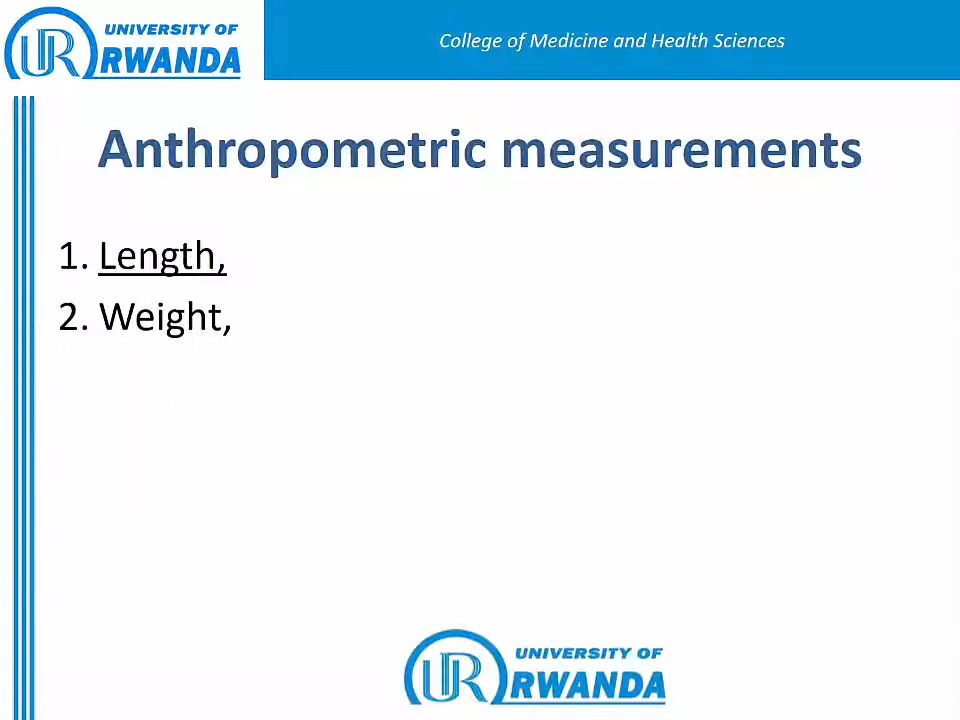 UNIVERSITY OF
RWANDA
College of Medicine and Health Sciences
Anthropometric measurements
1. Length,
2. Weight,
UNIVERSITY OF
RWANDA